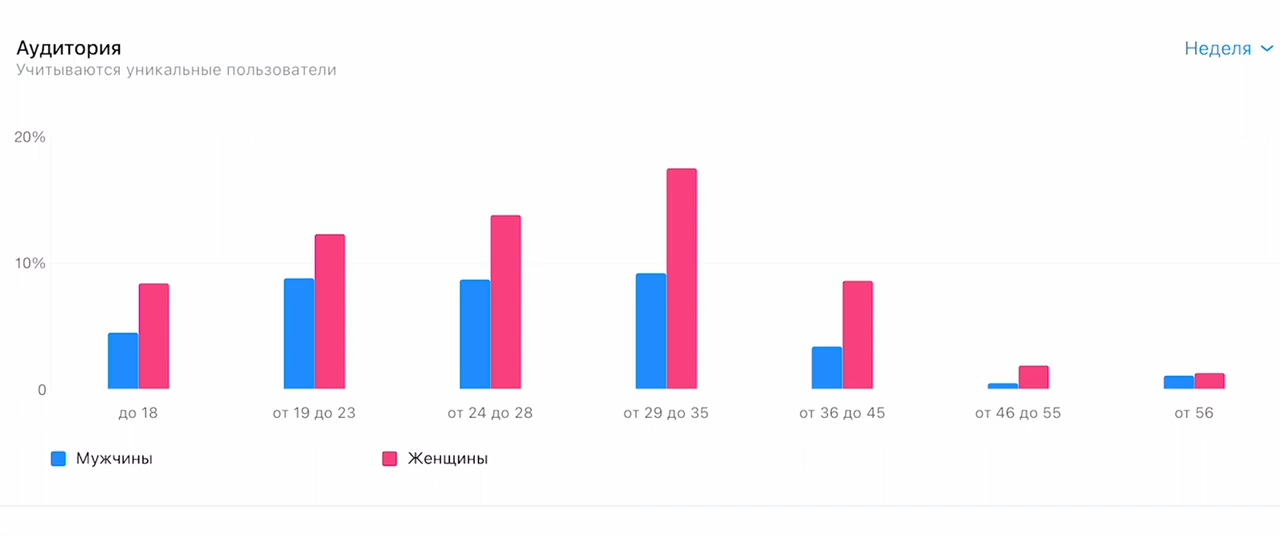 Аудитория
Неделя
Учитываются уникальные пользователи
20%
10%
0
до 18
от 19 до 23
от 24 до 28
от 29 до 35
от 36 до 45
от 46 до 55
от 56
Мужчины
Женщины